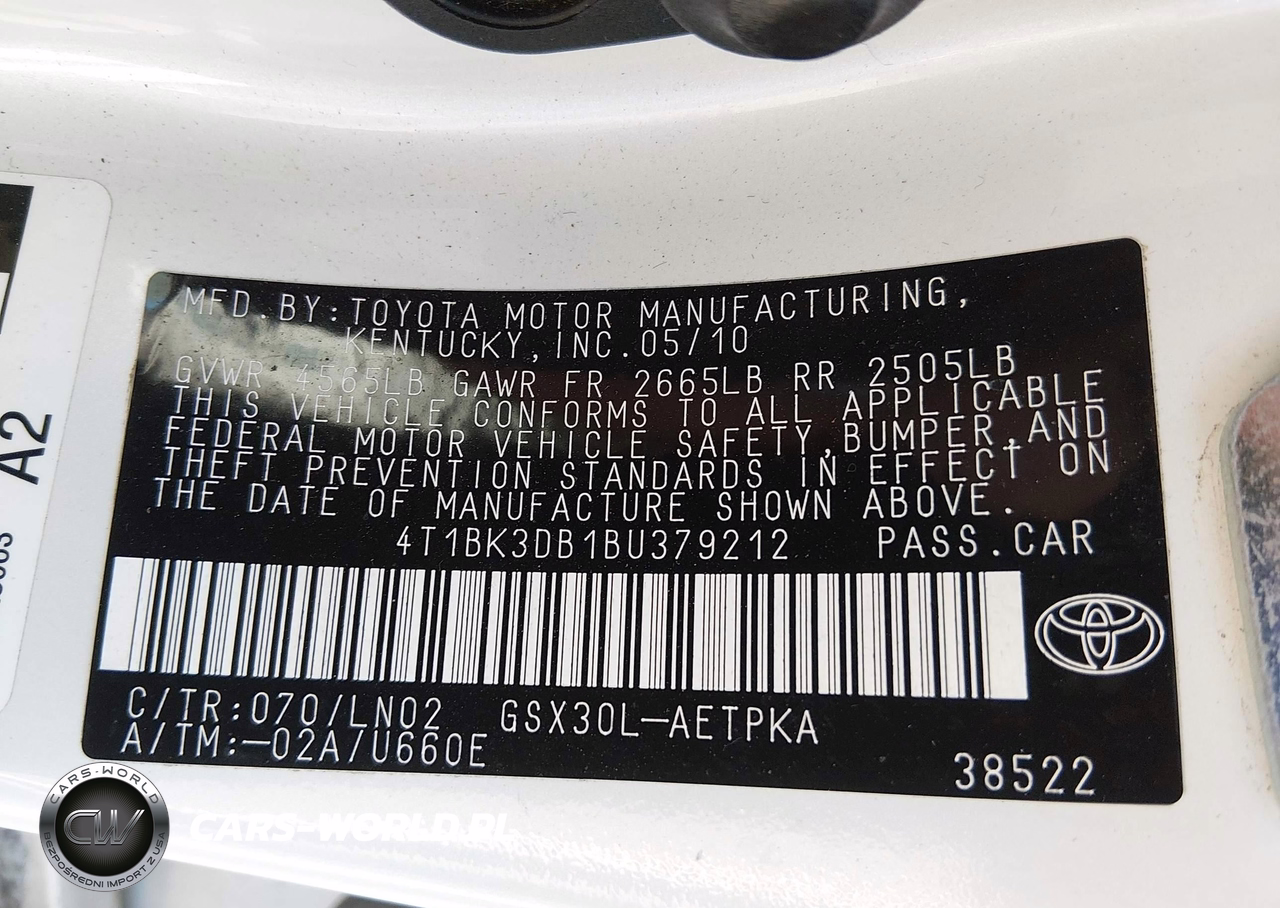 MFD.BY:TOYOTA MOTOR MANUFACTURING,
KENTUCKY,INC.05/10
GVWR 4565LB GAWR FR 2665LB RR 2505LB
THIS VEHICLE CONFORMS TO ALL APPLICABLE
FEDERAL MOTOR VEHICLE SAFETY,BUMPER,AND
THEFT PREVENTION STANDARDS IN EFFECT ON
THE DATE OF MANUFACTURE SHOWN ABOVE.
4T1BK3DB1BU379212 PASS.CAR
C/TR:070/LN02 GSX30L-AETPKA
A/TM:-02A/U660E
38522
A2
CARS-WORLD
CW
BEZPOŚREDNI IMPORT Z USA
CARS-WORLD.PL